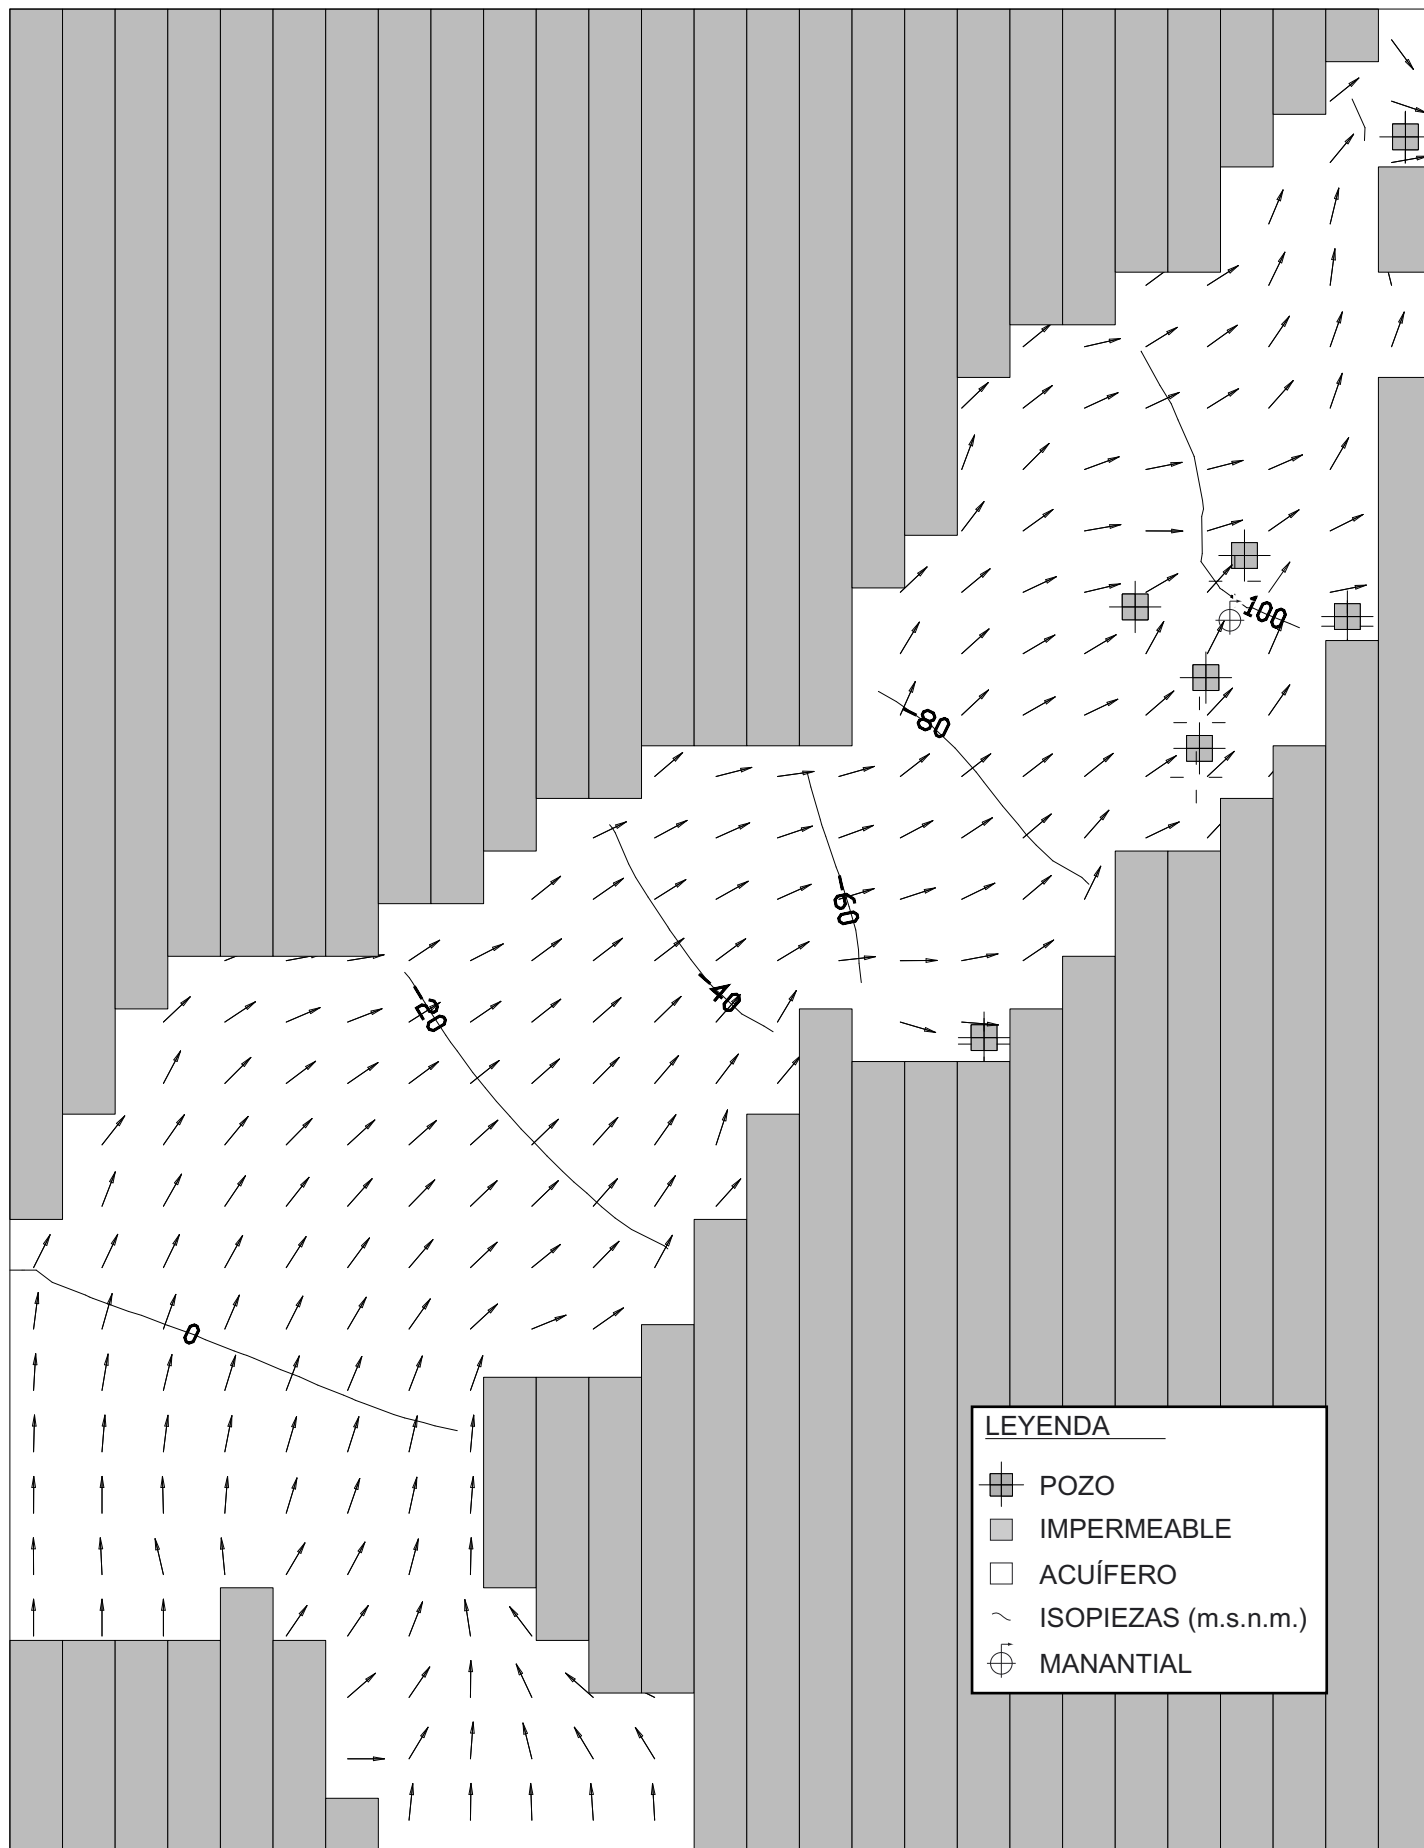 -100
-80
-60
-40
-20
0
LEYENDA
POZO
IMPERMEABLE
ACUÍFERO
ISOPIEZAS (m.s.n.m.)
MANANTIAL